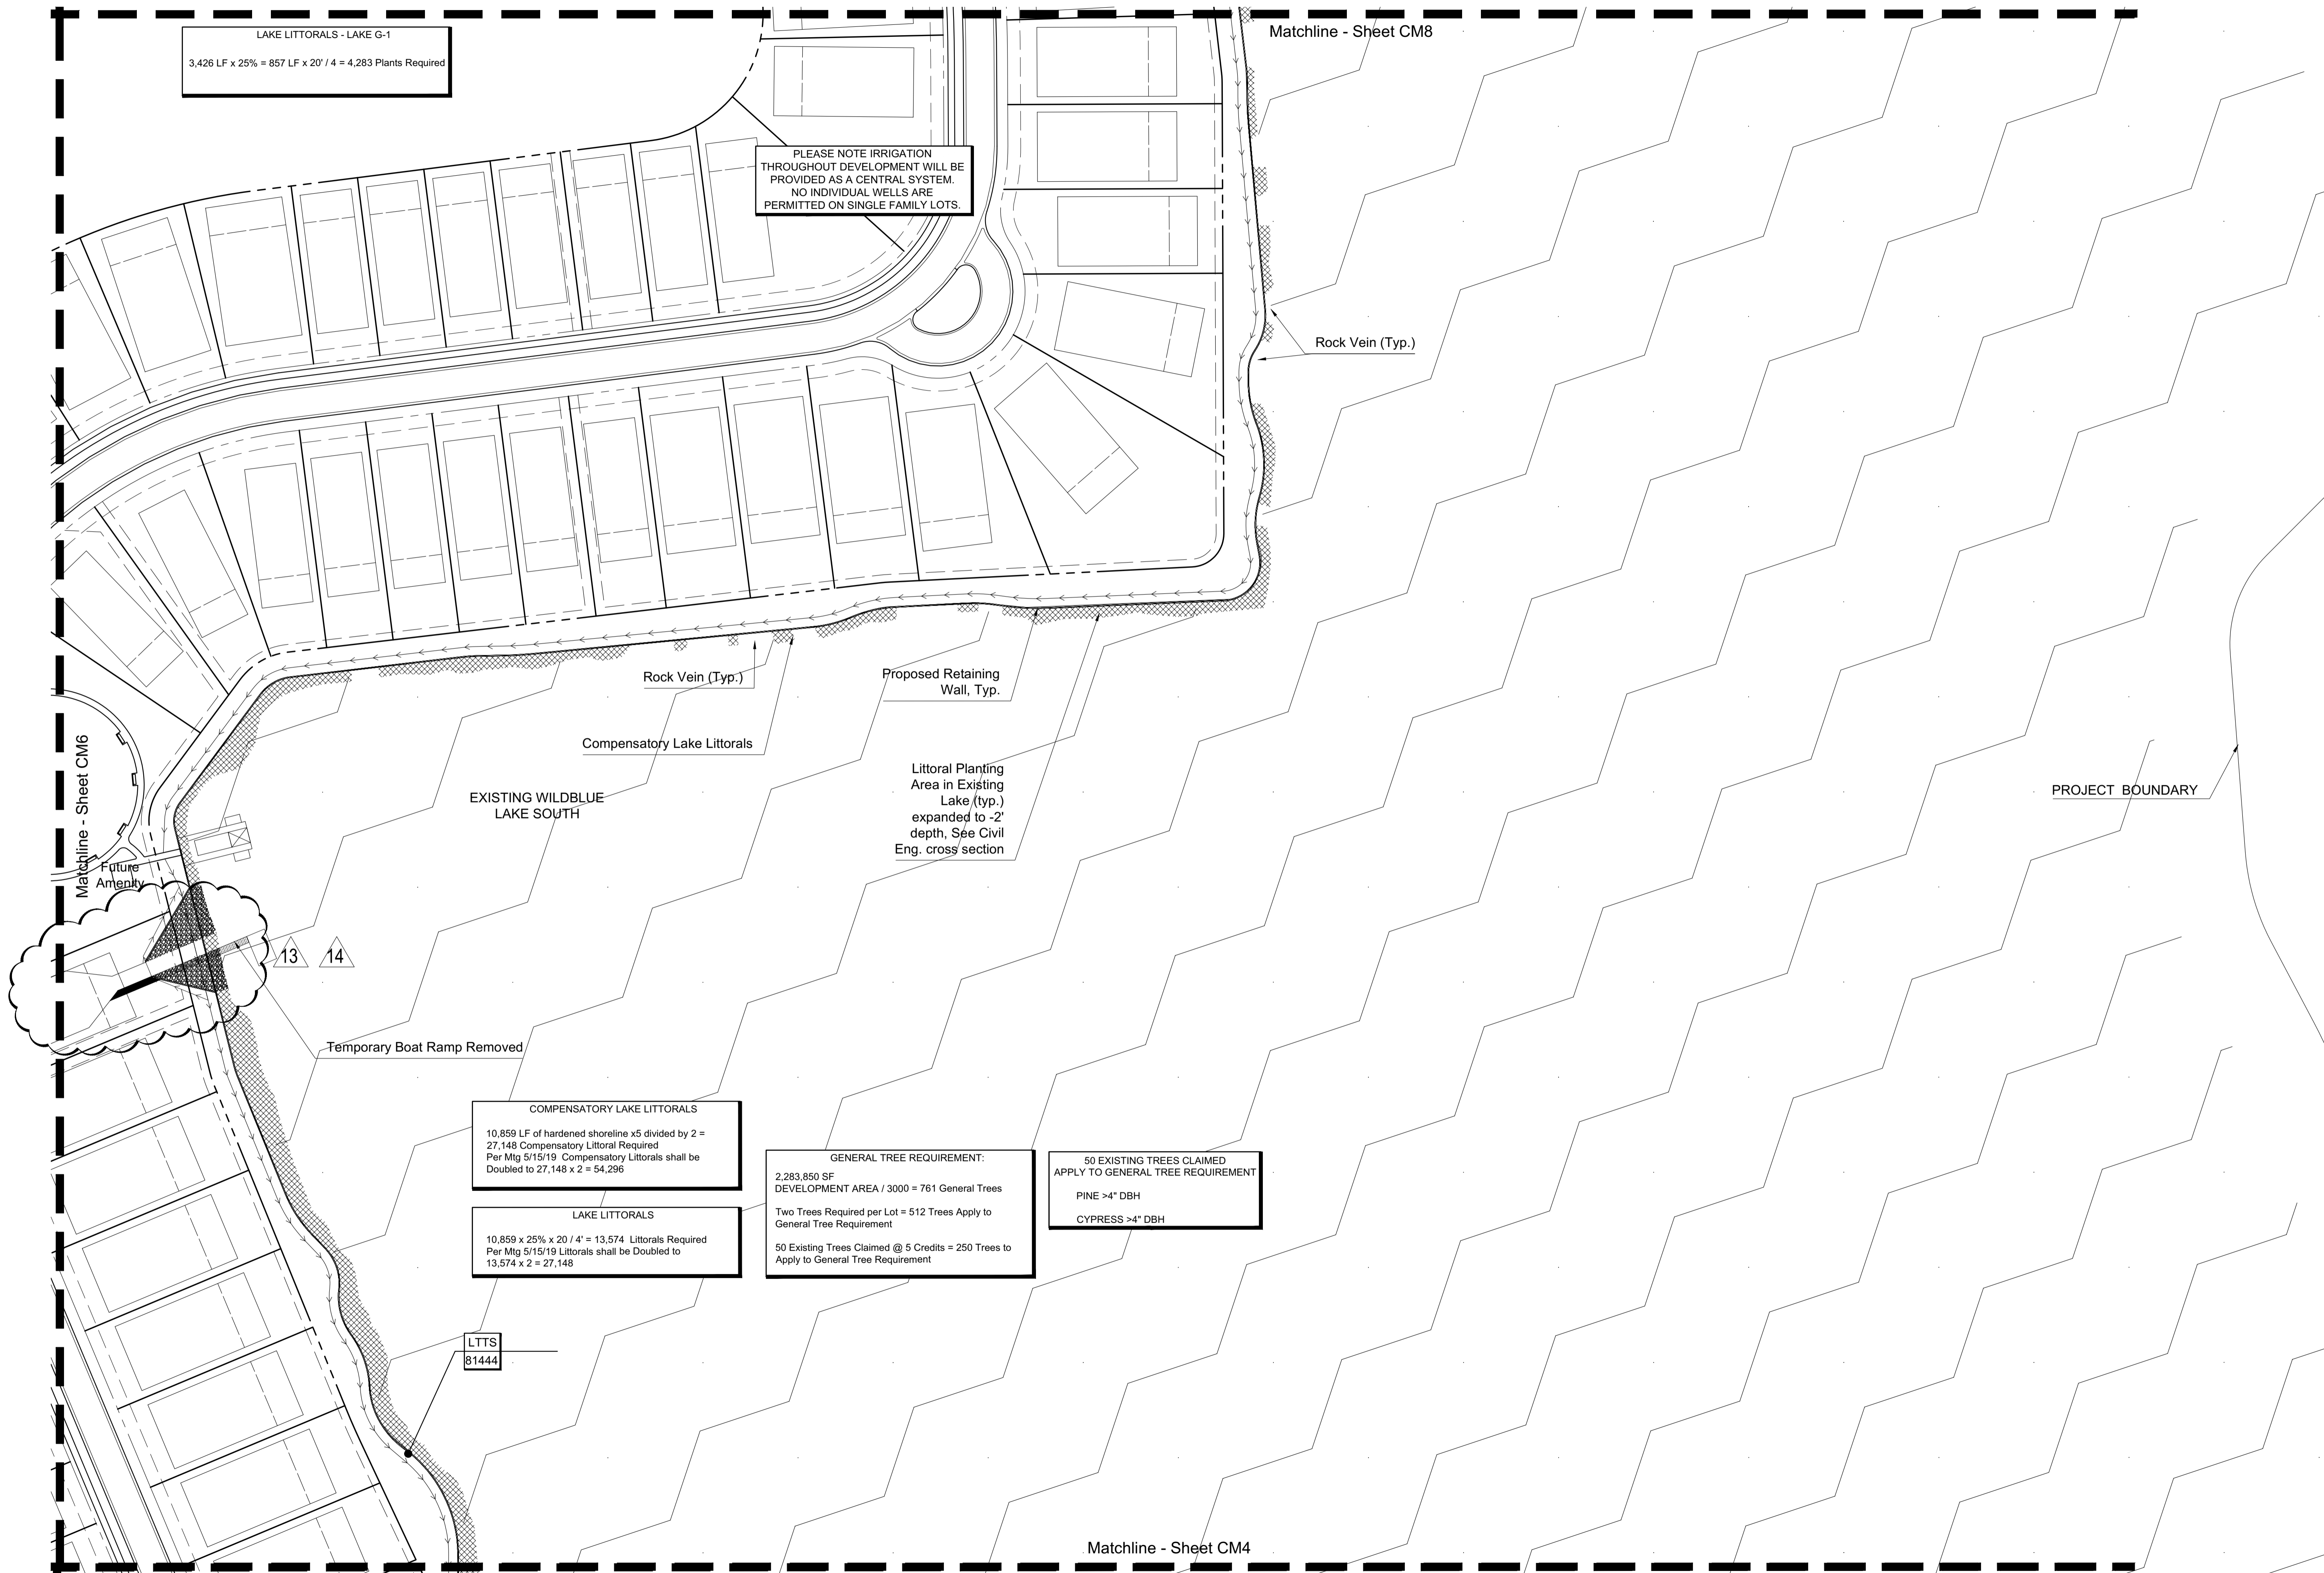 Matchline - Sheet CM8
LAKE LITTORALS - LAKE G-1
3,426 LF x 25% = 857 LF x 20' / 4 = 4,283 Plants Required
PLEASE NOTE IRRIGATION
THROUGHOUT DEVELOPMENT WILL BE
PROVIDED AS A CENTRAL SYSTEM.
NO INDIVIDUAL WELLS ARE
PERMITTED ON SINGLE FAMILY LOTS.
Rock Vein (Typ.)
Rock Vein (Typ.)
Proposed Retaining
Wall, Typ.
Compensatory Lake Littorals
Littoral Planting
Area in Existing
Lake (typ.)
expanded to -2'
depth, See Civil
Eng. cross section
EXISTING WILDBLUE
LAKE SOUTH
PROJECT BOUNDARY
Matchline - Sheet CM6
Future
Amenity
13
14
Temporary Boat Ramp Removed
COMPENSATORY LAKE LITTORALS
10,859 LF of hardened shoreline x5 divided by 2 =
27,148 Compensatory Littoral Required
Per Mtg 5/15/19 Compensatory Littorals shall be
Doubled to 27,148 x 2 = 54,296
LAKE LITTORALS
10,859 x 25% x 20 / 4' = 13,574 Littorals Required
Per Mtg 5/15/19 Littorals shall be Doubled to
13,574 x 2 = 27,148
GENERAL TREE REQUIREMENT:
2,283,850 SF
DEVELOPMENT AREA / 3000 = 761 General Trees
Two Trees Required per Lot = 512 Trees Apply to
General Tree Requirement
50 Existing Trees Claimed @ 5 Credits = 250 Trees to
Apply to General Tree Requirement
50 EXISTING TREES CLAIMED
APPLY TO GENERAL TREE REQUIREMENT
PINE >4" DBH
CYPRESS >4" DBH
LTTS
81444
Matchline - Sheet CM4